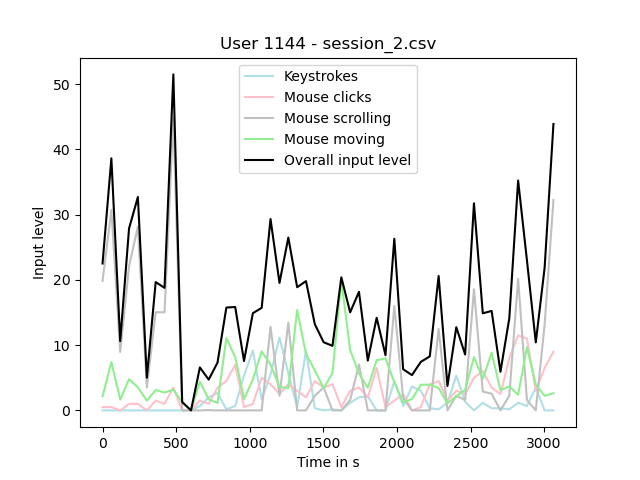 User 1144 - session_2.csv
Keystrokes
Mouse clicks
Mouse scrolling
Mouse moving
Overall input level
Input level
50
40
30
20
10
0
0 500 1000 1500 2000 2500 3000
Time in s